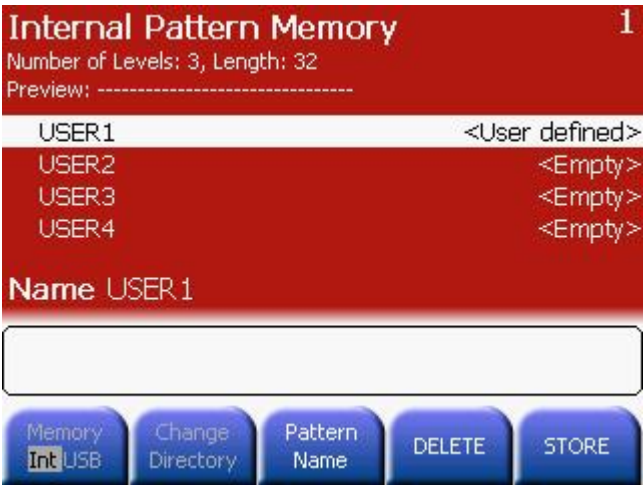 Internal Pattern Memory 1
Number of Levels: 3, Length: 32
Preview: --------------------------------
USER1 <User defined>
USER2 <Empty>
USER3 <Empty>
USER4 <Empty>
Name USER1
Memory
Int USB
Change
Directory
Pattern
Name
DELETE
STORE